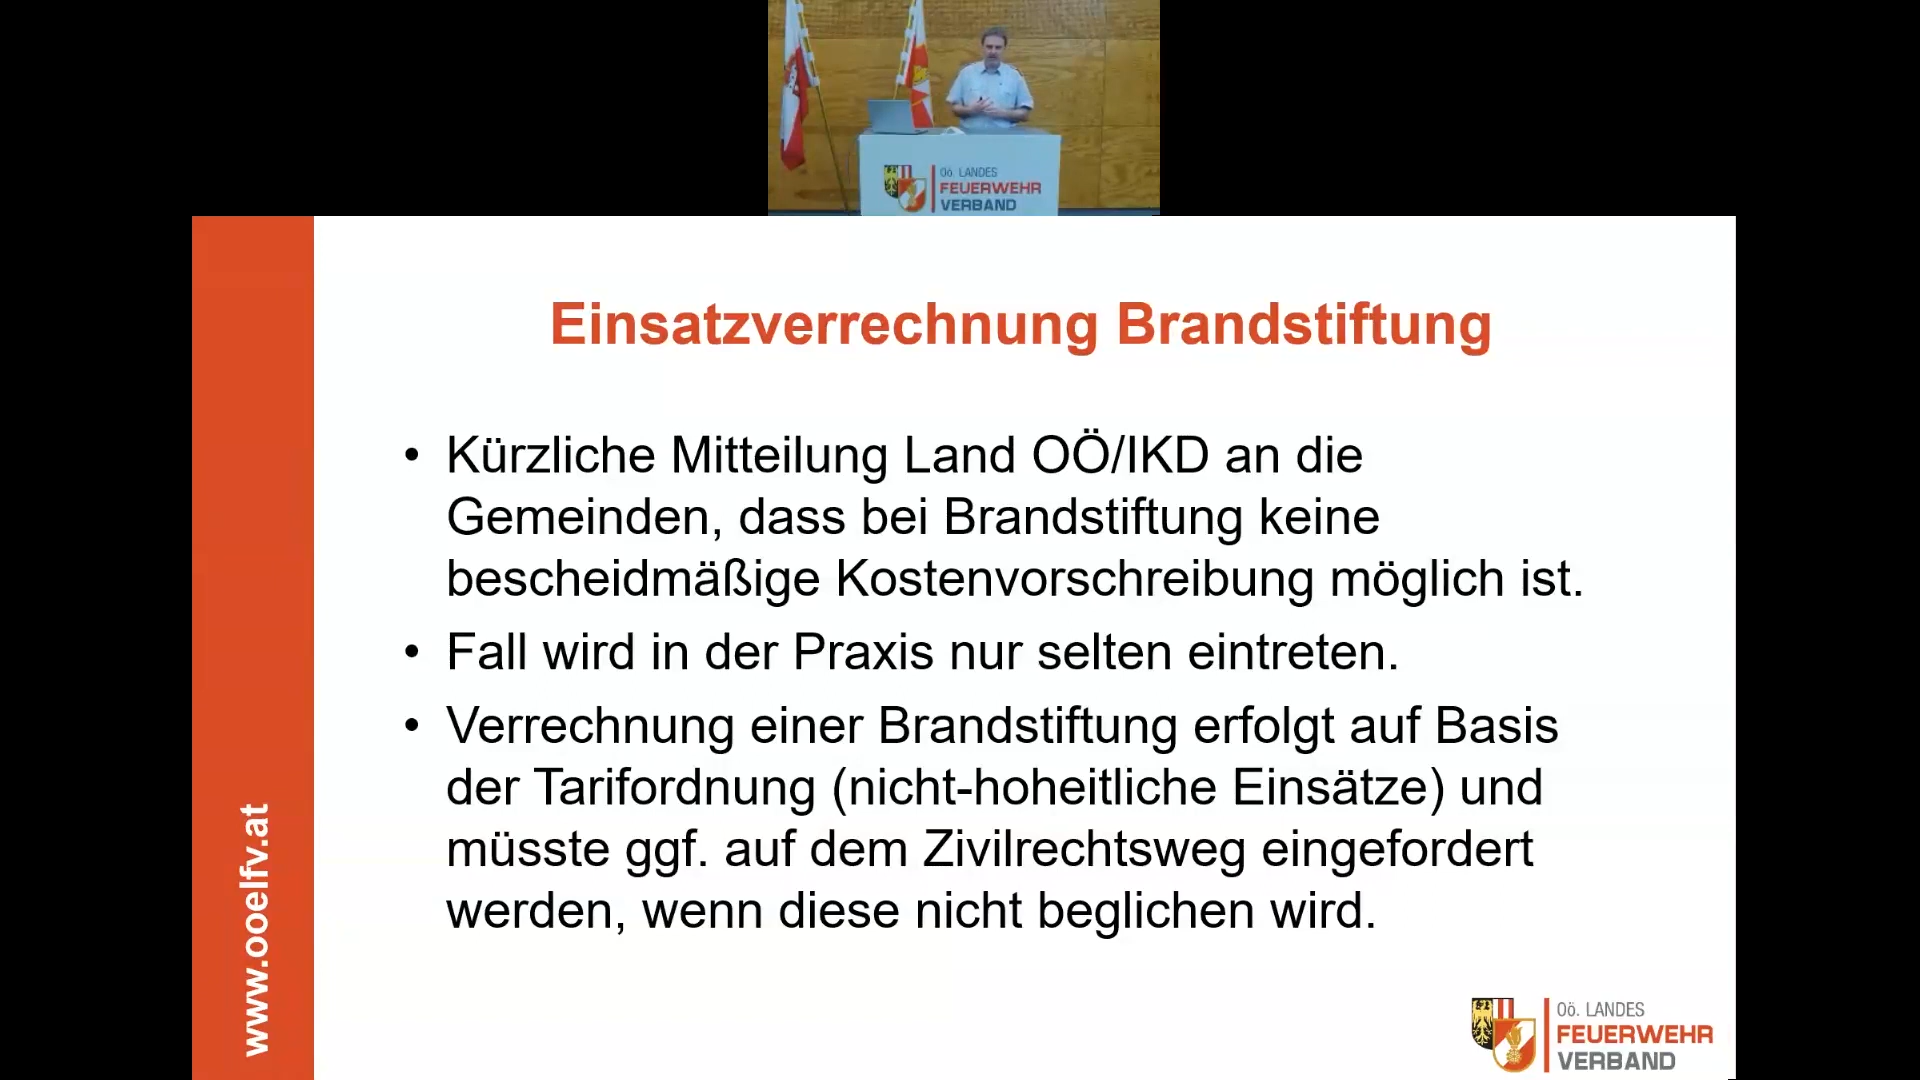 Oö. LANDES
FEUERWEHR
VERBAND
Einsatzverrechnung Brandstiftung
• Kürzliche Mitteilung Land OÖ/IKD an die
Gemeinden, dass bei Brandstiftung keine
bescheidmäßige Kostenvorschreibung möglich ist.
• Fall wird in der Praxis nur selten eintreten.
• Verrechnung einer Brandstiftung erfolgt auf Basis
der Tarifordnung (nicht-hoheitliche Einsätze) und
müsste ggf. auf dem Zivilrechtsweg eingefordert
werden, wenn diese nicht beglichen wird.
www.ooelfv.at
Oö. LANDES
FEUERWEHR
VERBAND